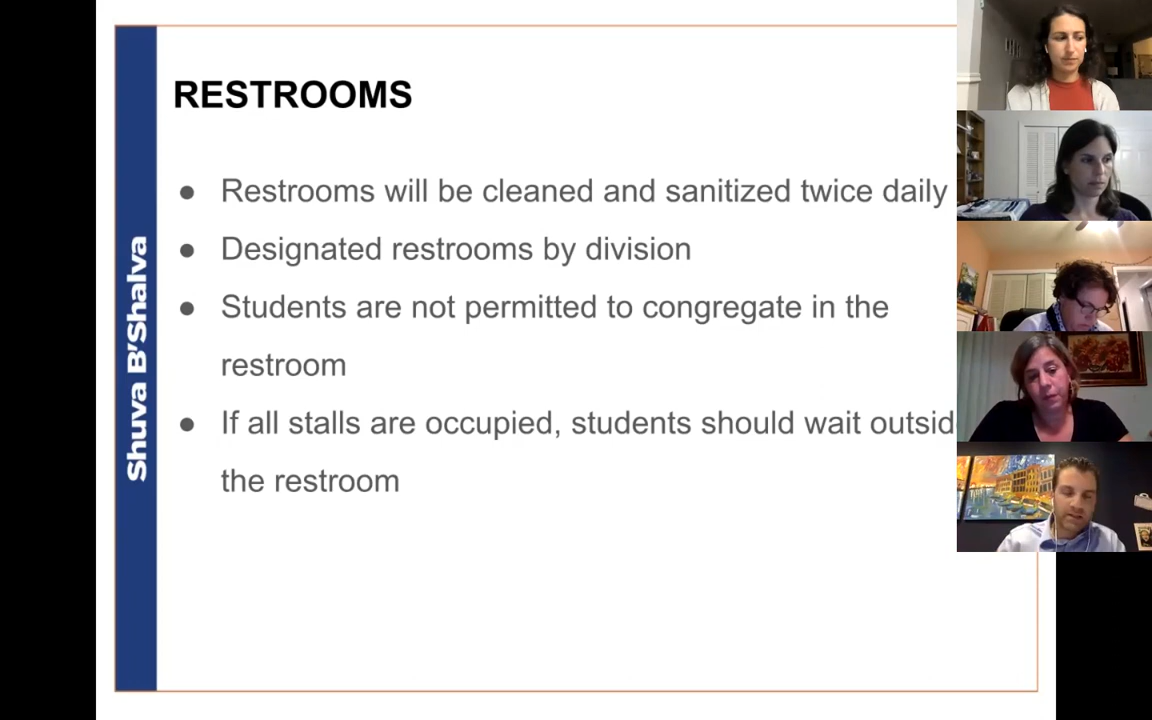 RESTROOMS
● Restrooms will be cleaned and sanitized twice daily
● Designated restrooms by division
● Students are not permitted to congregate in the
restroom
● If all stalls are occupied, students should wait outsid
the restroom
Shuva B'Shalva